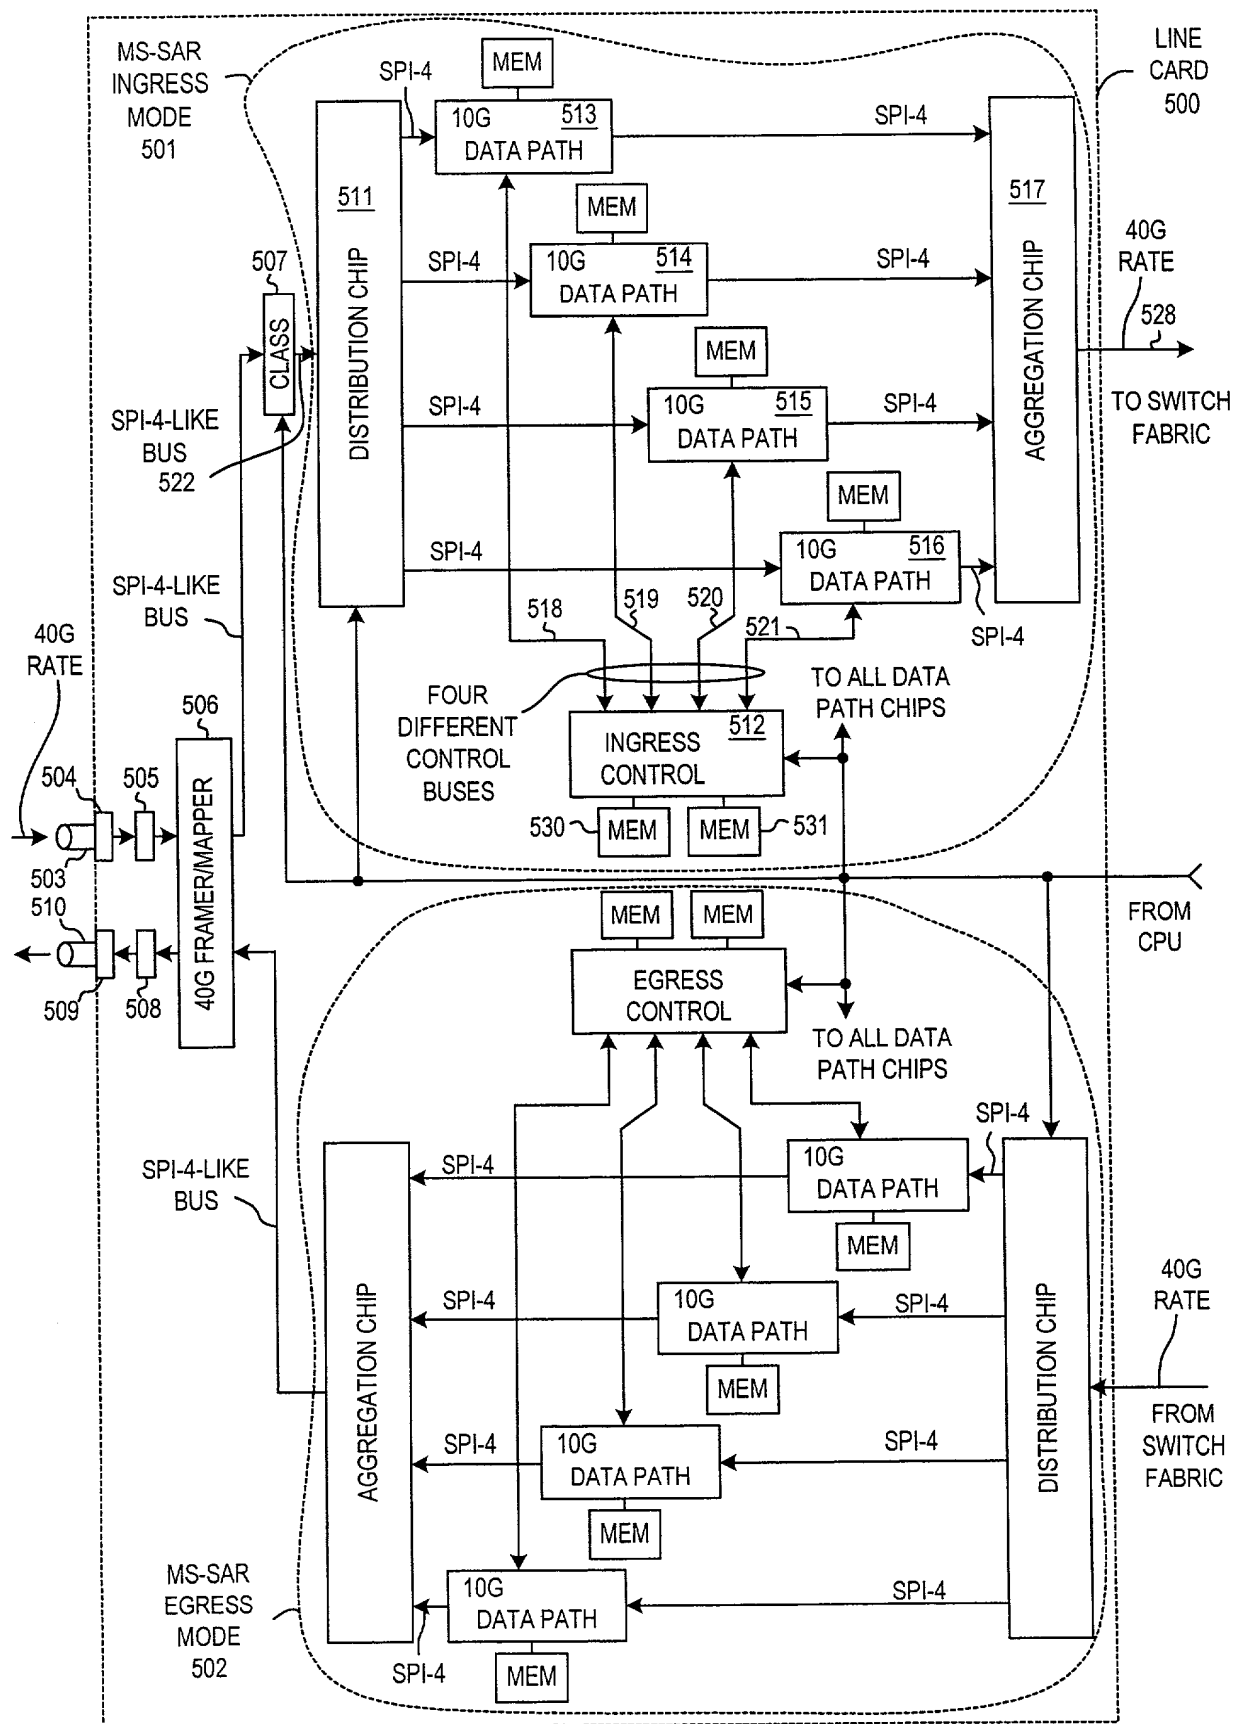 MS-SAR
INGRESS
MODE
501
LINE
CARD
500
MEM
SPI-4
10G
513
DATA PATH
SPI-4
511
DISTRIBUTION CHIP
517
AGGREGATION CHIP
MEM
SPI-4
10G
514
DATA PATH
SPI-4
40G
RATE
528
TO SWITCH
FABRIC
507
CLASS
MEM
SPI-4
10G
515
DATA PATH
SPI-4
SPI-4-LIKE
BUS
522
MEM
SPI-4
10G
516
DATA PATH
SPI-4
SPI-4-LIKE
BUS
518
519
520
521
40G
RATE
FOUR
DIFFERENT
CONTROL
BUSES
TO ALL DATA
PATH CHIPS
506
40G FRAMER/MAPPER
512
INGRESS
CONTROL
504
505
530
MEM
MEM
531
503
510
509
508
FROM
CPU
MEM
MEM
EGRESS
CONTROL
TO ALL DATA
PATH CHIPS
SPI-4
10G
DATA PATH
SPI-4
MEM
SPI-4-LIKE
BUS
AGGREGATION CHIP
DISTRIBUTION CHIP
SPI-4
10G
DATA PATH
SPI-4
MEM
40G
RATE
FROM
SWITCH
FABRIC
SPI-4
10G
DATA PATH
SPI-4
MEM
MS-SAR
EGRESS
MODE
502
10G
DATA PATH
SPI-4
SPI-4
MEM